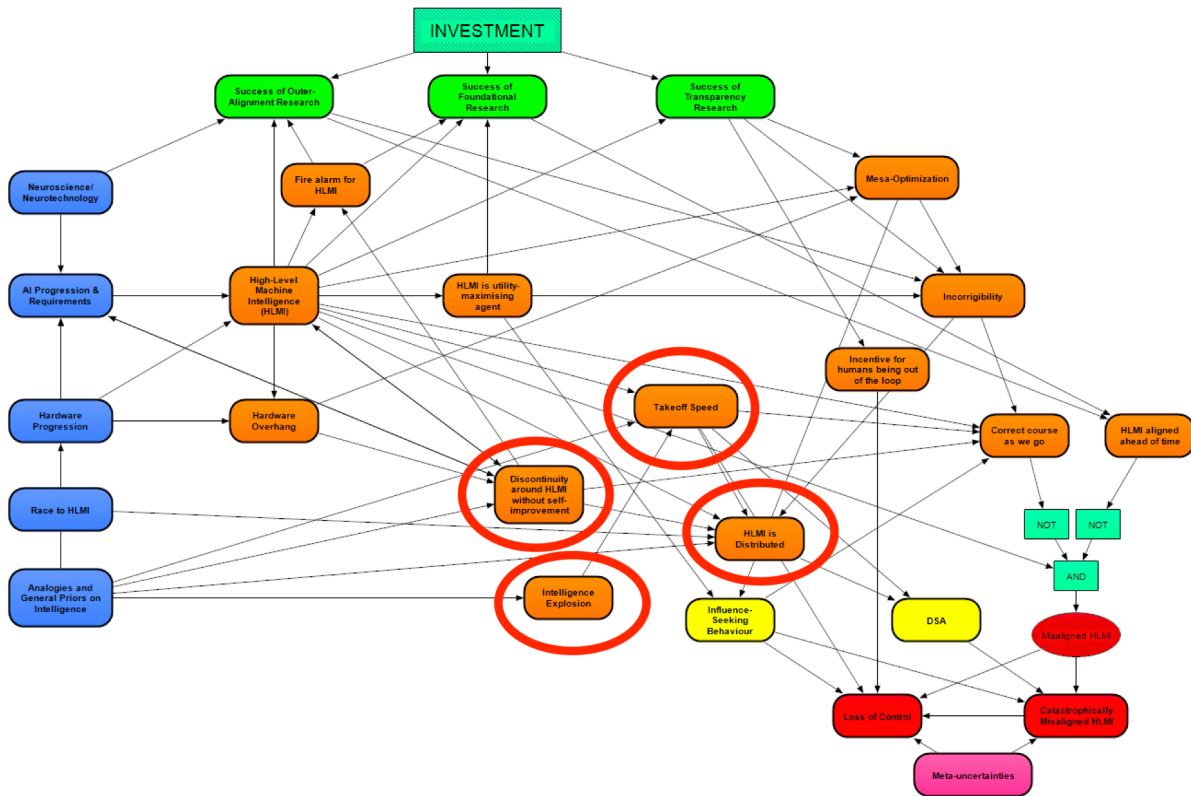 INVESTMENT
Success of Outer-
Alignment Research
Success of
Foundational
Research
Success of
Transparency
Research
Neuroscience/
Neurotechnology
Fire alarm for
HLMI
Mesa-Optimization
AI Progression &
Requirements
High-Level
Machine
Intelligence
(HLMI)
HLMI is utility-
maximising
agent
Incorrigibility
Incentive for
humans being out
of the loop
Hardware
Progression
Hardware
Overhang
Takeoff Speed
Correct course
as we go
HLMI aligned
ahead of time
Discontinuity
around HLMI
without self-
improvement
Race to HLMI
HLMI is
Distributed
NOT
NOT
Analogies and
General Priors on
Intelligence
Intelligence
Explosion
AND
Influence-
Seeking
Behaviour
DSA
Misaligned HLMI
Loss of Control
Catastrophically
Misaligned HLMI
Meta-uncertainties